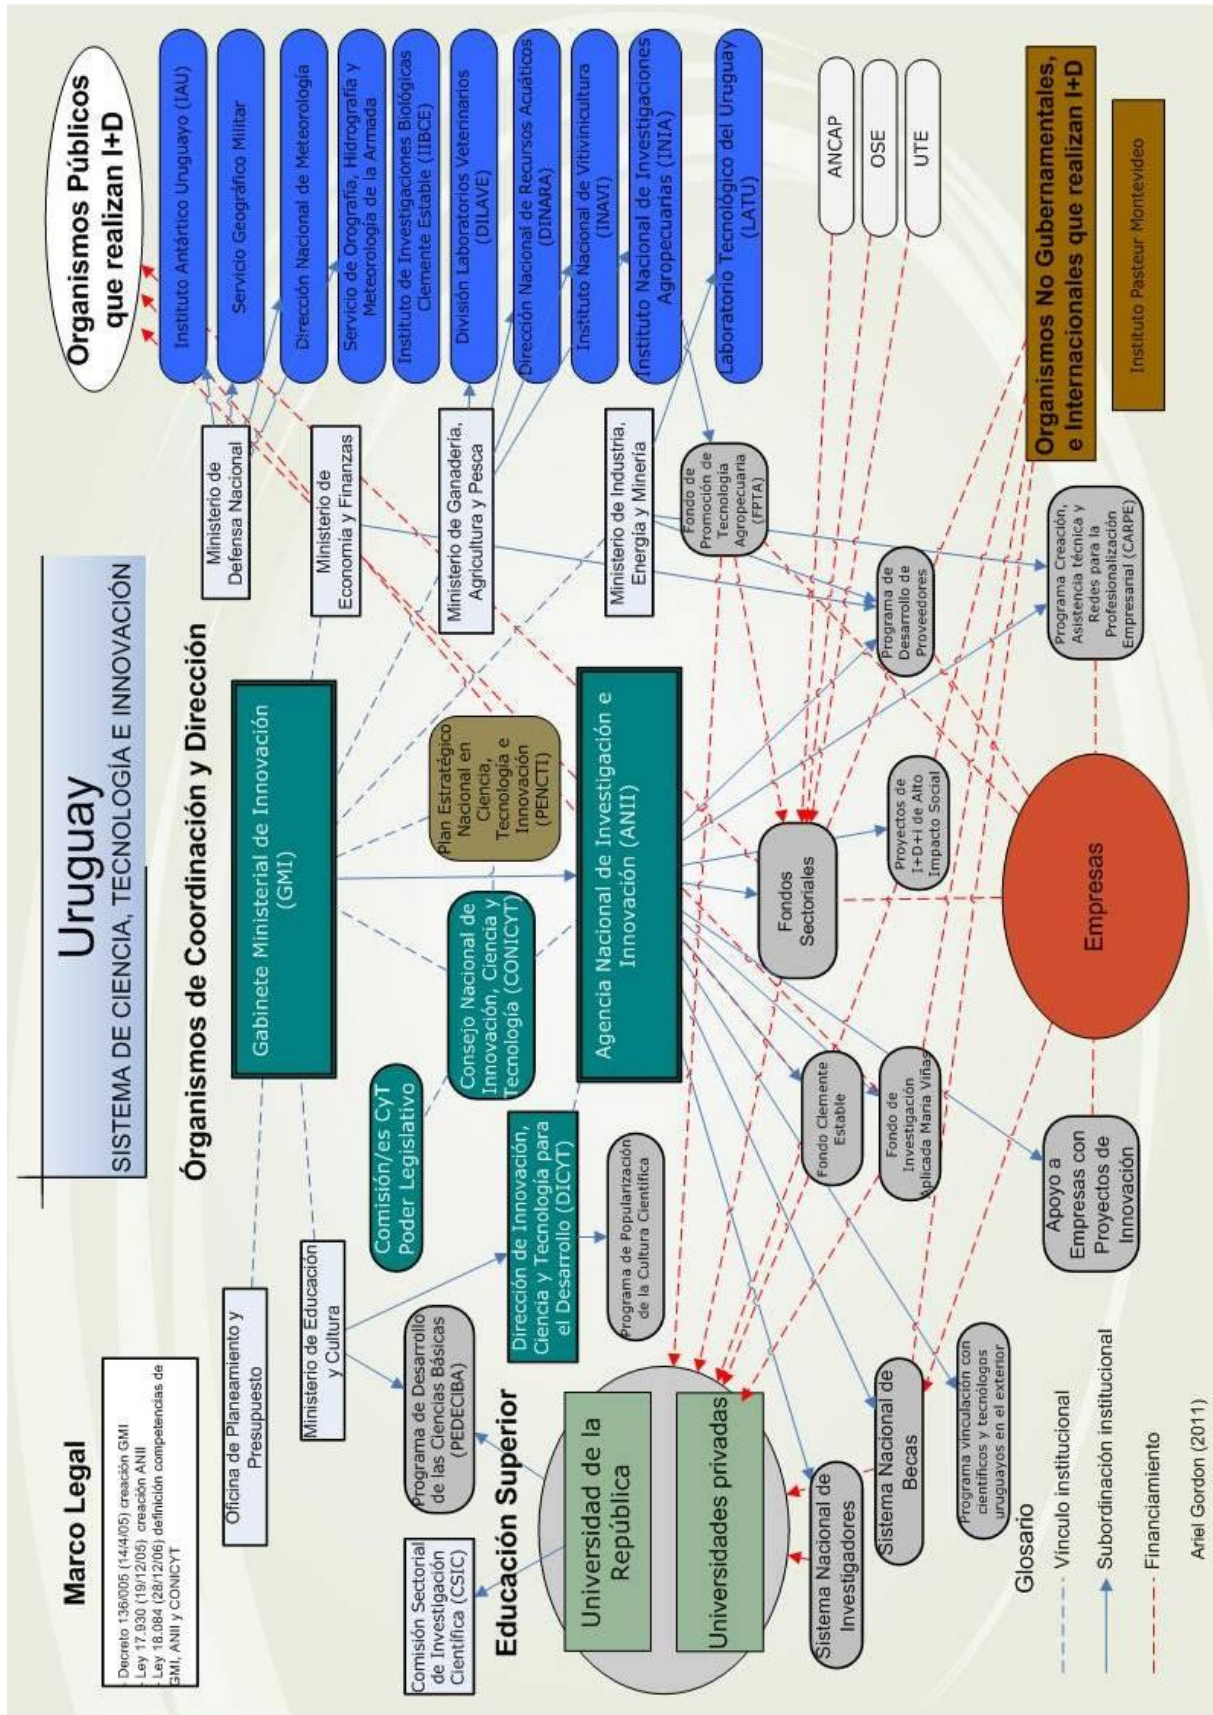 Uruguay
SISTEMA DE CIENCIA, TECNOLOGÍA E INNOVACIÓN
Marco Legal
- Decreto 136/005 (14/4/05) creación GMI
- Ley 17.930 (19/12/05) creación ANII
- Ley 18.084 (28/12/06) definición competencias de
GMI, ANII y CONICYT
Órganismos de Coordinación y Dirección
Organismos Públicos
que realizan I+D
Oficina de Planeamiento y
Presupuesto
Ministerio de Educación
y Cultura
Gabinete Ministerial de Innovación
(GMI)
Ministerio de
Defensa Nacional
Ministerio de
Economía y Finanzas
Ministerio de Ganadería,
Agricultura y Pesca
Ministerio de Industria,
Energía y Minería
Instituto Antártico Uruguayo (IAU)
Servicio Geográfico Militar
Dirección Nacional de Meteorología
Servicio de Orografía, Hidrografía y
Meteorología de la Armada
Instituto de Investigaciones Biológicas
Clemente Estable (IIBCE)
División Laboratorios Veterinarios
(DILAVE)
Dirección Nacional de Recursos Acuáticos
(DINARA)
Instituto Nacional de Vitivinicultura
(INAVI)
Instituto Nacional de Investigaciones
Agropecuarias (INIA)
Laboratorio Tecnológico del Uruguay
(LATU)
Comisión/es CyT
Poder Legislativo
Consejo Nacional de
Innovación, Ciencia y
Tecnología (CONICYT)
Plan Estratégico
Nacional en
Ciencia,
Tecnología e
Innovación
(PENCTI)
Programa de Desarrollo
de las Ciencias Básicas
(PEDECIBA)
Comisión Sectorial
de Investigación
Científica (CSIC)
Dirección de Innovación,
Ciencia y Tecnología para
el Desarrollo (DICYT)
Agencia Nacional de Investigación e
Innovación (ANII)
Programa de Popularización
de la Cultura Científica
Educación Superior
Universidad de la
República
Universidades privadas
Fondo de
Promoción de
Tecnología
Agropecuaria
(FPTA)
ANCAP
OSE
UTE
Fondos
Sectoriales
Programa de
Desarrollo de
Proveedores
Proyectos de
I+D+i de Alto
Impacto Social
Fondo Clemente
Estable
Fondo de
Investigación
Aplicada María Viñas
Sistema Nacional de
Investigadores
Sistema Nacional de
Becas
Programa vinculación con
científicos y tecnólogos
uruguayos en el exterior
Apoyo a
Empresas con
Proyectos de
Innovación
Empresas
Programa Creación,
Asistencia técnica y
Redes para la
Profesionalización
Empresarial (CARPE)
Organismos No Gubernamentales,
e Internacionales que realizan I+D
Instituto Pasteur Montevideo
Glosario
Vínculo institucional
Subordinación institucional
Financiamiento
Ariel Gordon (2011)